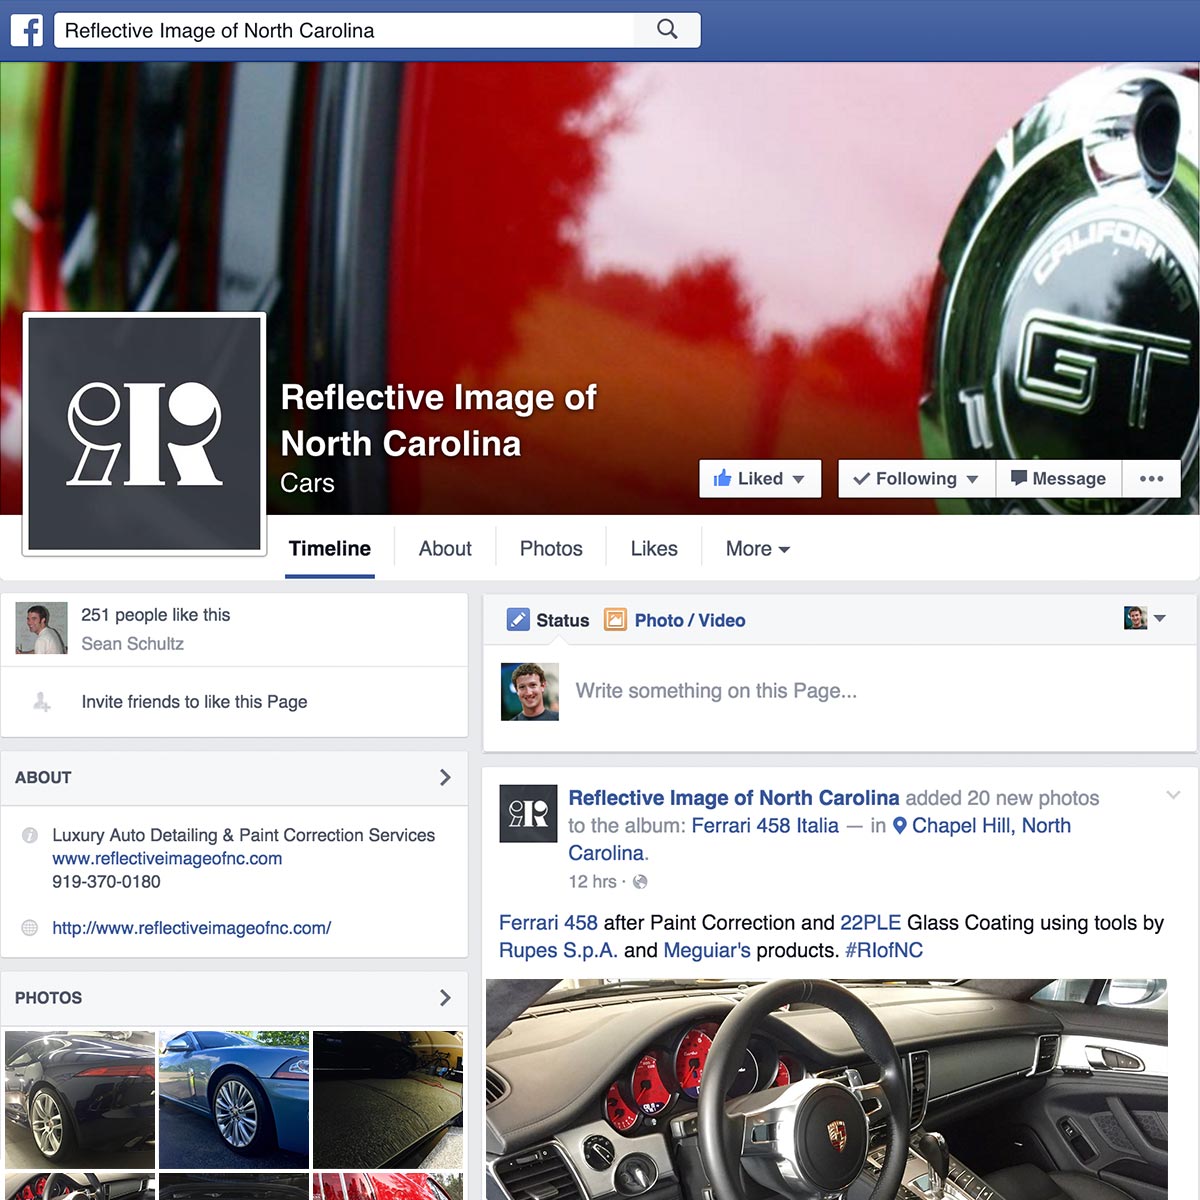 Reflective Image of North Carolina
CALIFORNIA
GT
Reflective Image of
North Carolina
Cars
Liked
Following
Message
Timeline
About
Photos
Likes
More
251 people like this
Sean Schultz
Invite friends to like this Page
ABOUT
Luxury Auto Detailing & Paint Correction Services
www.reflectiveimageofnc.com
919-370-0180
http://www.reflectiveimageofnc.com/
PHOTOS
Status
Photo / Video
Write something on this Page...
Reflective Image of North Carolina added 20 new photos
to the album: Ferrari 458 Italia — in Chapel Hill, North
Carolina.
12 hrs ·
Ferrari 458 after Paint Correction and 22PLE Glass Coating using tools by
Rupes S.p.A. and Meguiar's products. #RIofNC